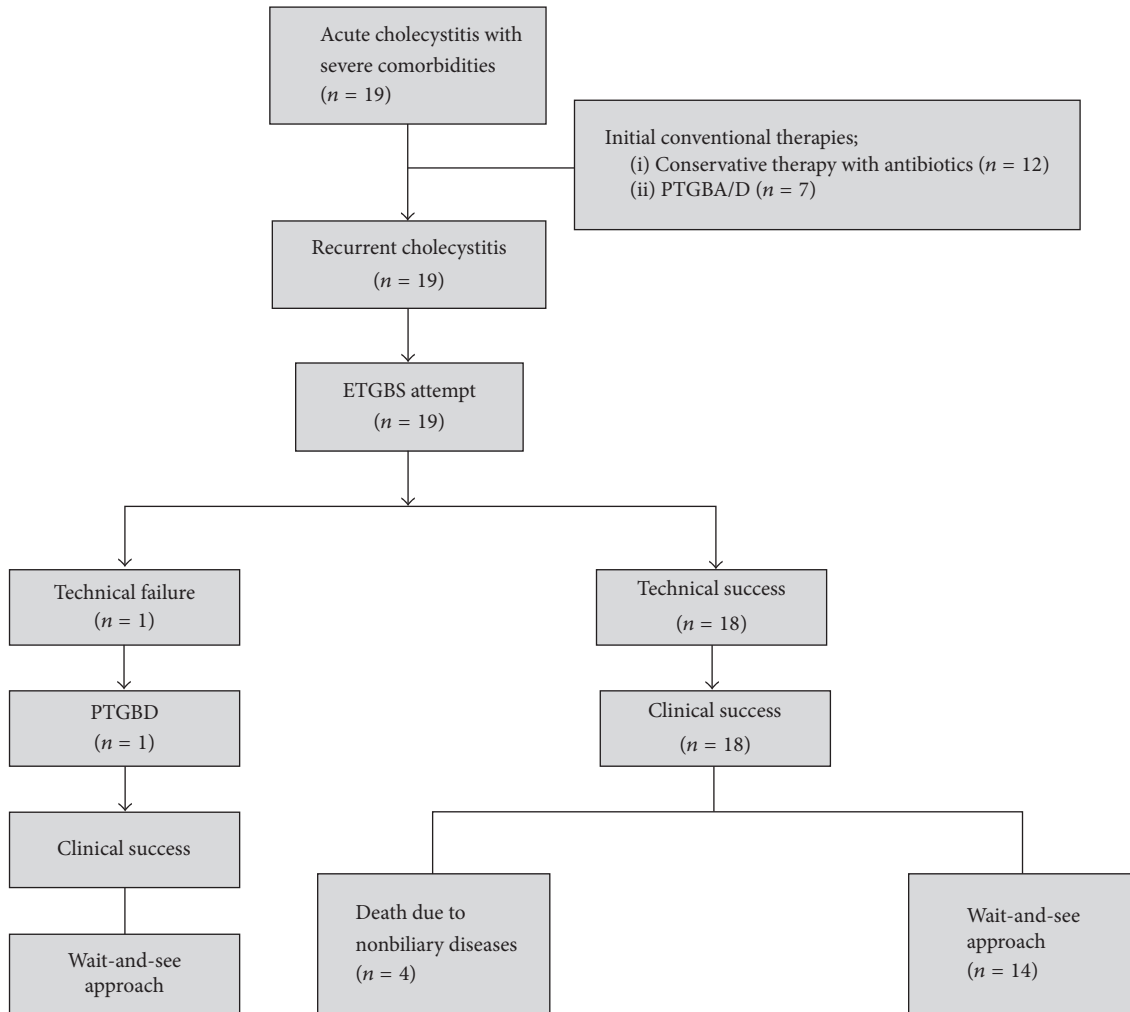 Acute cholecystitis with
severe comorbidities
(n = 19)
Initial conventional therapies;
(i) Conservative therapy with antibiotics (n = 12)
(ii) PTGBA/D (n = 7)
Recurrent cholecystitis
(n = 19)
ETGBS attempt
(n = 19)
Technical failure
(n = 1)
Technical success
(n = 18)
PTGBD
(n = 1)
Clinical success
(n = 18)
Clinical success
Death due to
nonbiliary diseases
(n = 4)
Wait-and-see
approach
(n = 14)
Wait-and-see
approach